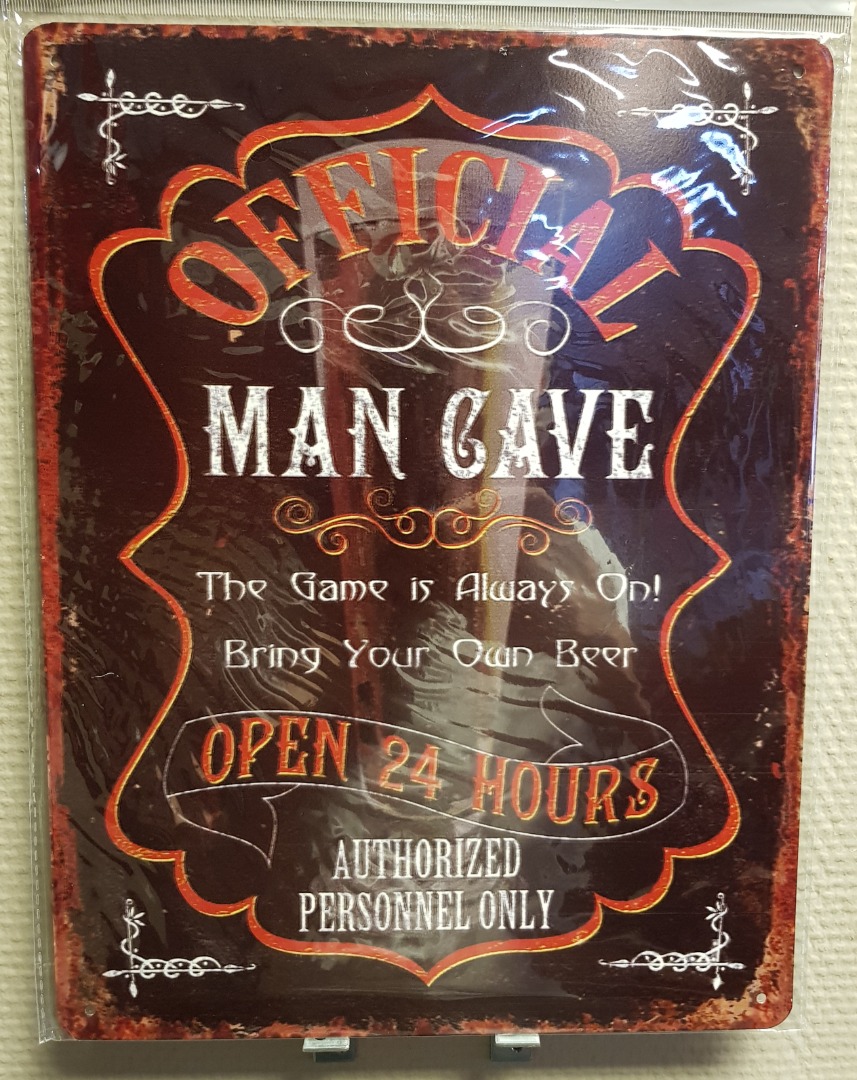 OFFICIAL
MAN CAVE
The Game is Always On!
Bring Your Own Beer
OPEN 24 HOURS
AUTHORIZED
PERSONNEL ONLY